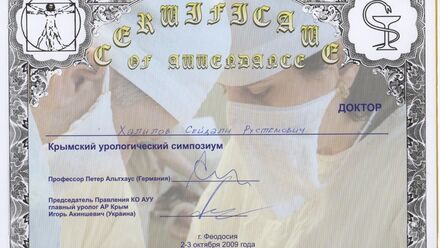 CERTIFICATE
OF ATTENDANCE
ДОКТОР
Халилов Сейдали Рустемович
Крымский урологический симпозиум
Профессор Петер Альтхаус (Германия)
Председатель Правления КО АУУ
главный уролог АР Крым
Игорь Акиншевич (Украина)
г. Феодосия
2-3 октября 2009 года